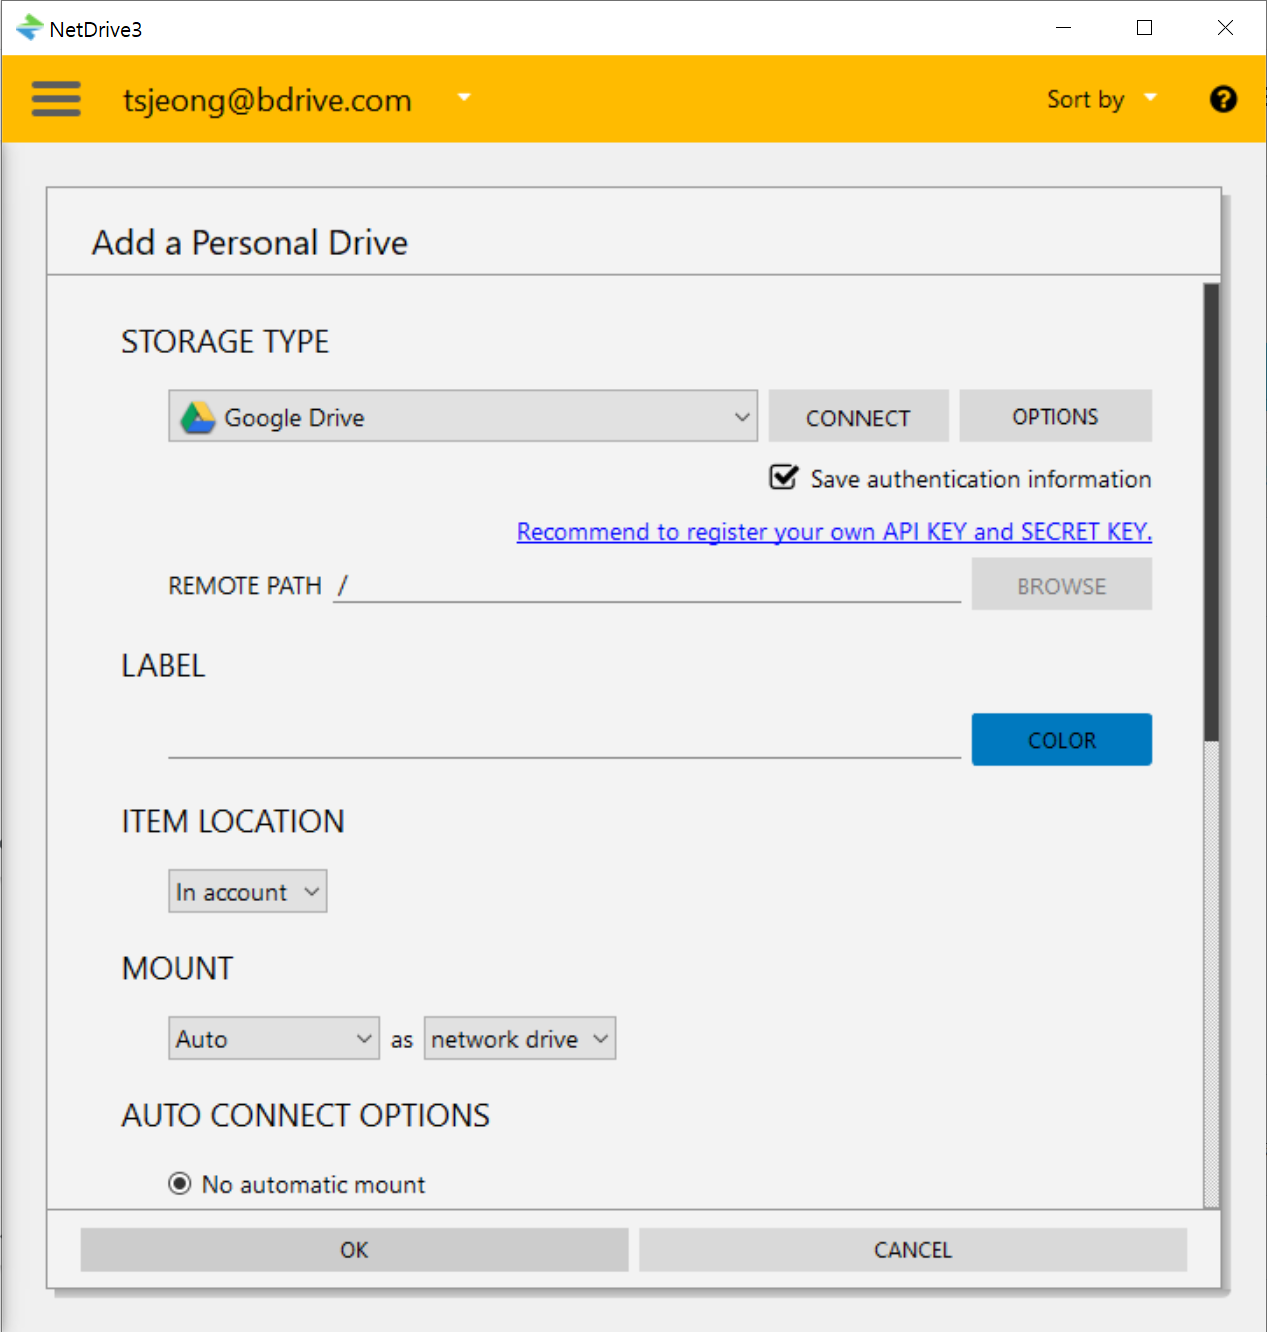 NetDrive3
tsjeong@bdrive.com
Sort by
?
Add a Personal Drive
STORAGE TYPE
Google Drive
CONNECT
OPTIONS
Save authentication information
Recommend to register your own API KEY and SECRET KEY.
REMOTE PATH /
BROWSE
LABEL
COLOR
ITEM LOCATION
In account
MOUNT
Auto as network drive
AUTO CONNECT OPTIONS
No automatic mount
OK
CANCEL